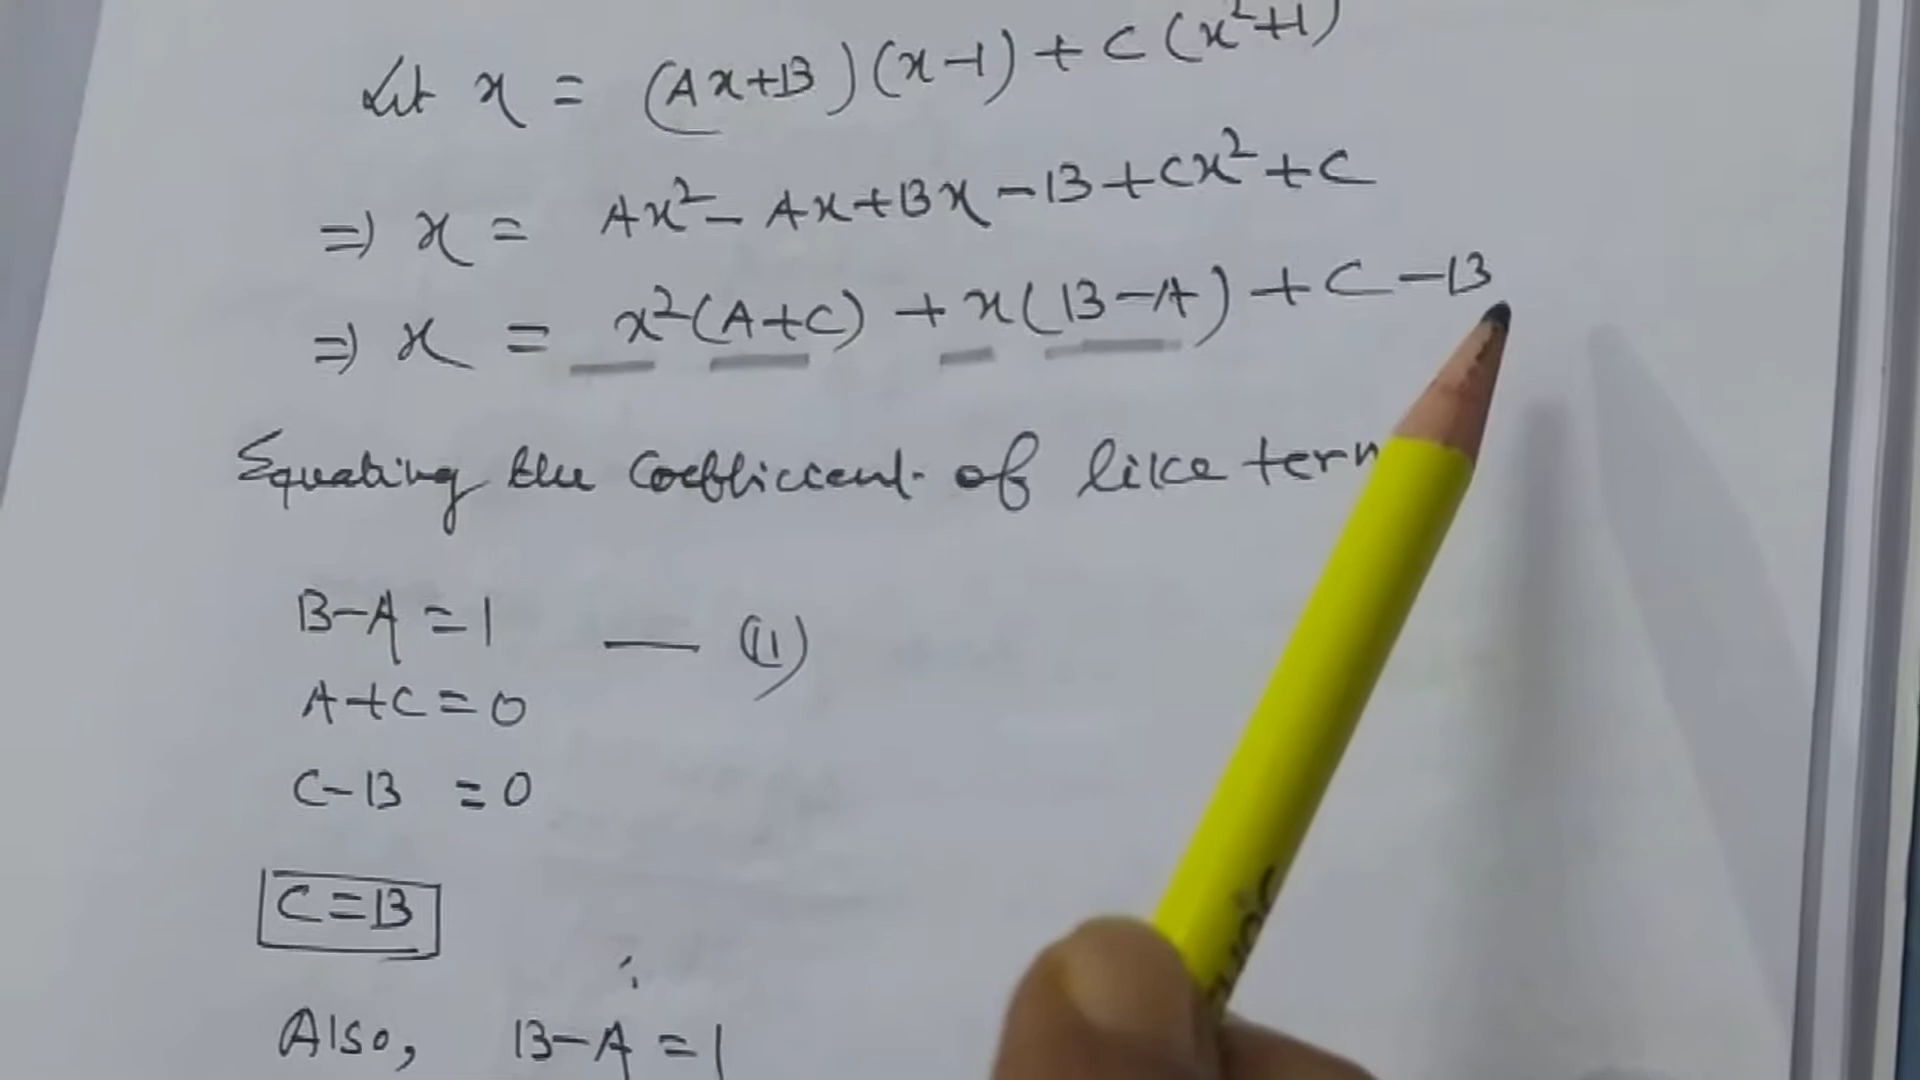 Let x = (Ax+B)(x-1) + C(x²+1)
⇒ x = Ax² - Ax + Bx - B + Cx² + C
⇒ x = x²(A+C) + x(B-A) + C - B
Equating the Coefficient of like term
B-A = 1 — (II)
A+C = 0
C-B = 0
C=B
Also, B-A = 1